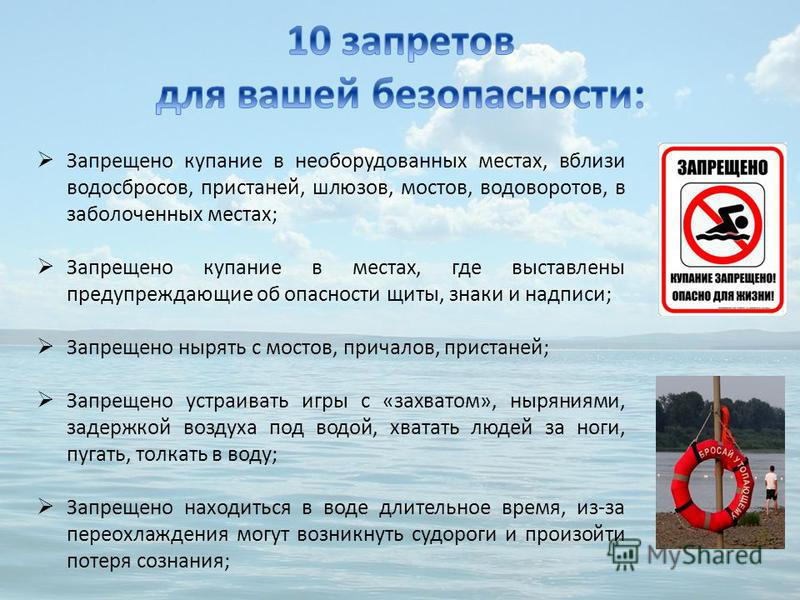 10 запретов
для вашей безопасности:
➢ Запрещено купание в необорудованных местах, вблизи
водосбросов, пристаней, шлюзов, мостов, водоворотов, в
заболоченных местах;
➢ Запрещено купание в местах, где выставлены
предупреждающие об опасности щиты, знаки и надписи;
➢ Запрещено нырять с мостов, причалов, пристаней;
➢ Запрещено устраивать игры с «захватом», ныряниями,
задержкой воздуха под водой, хватать людей за ноги,
пугать, толкать в воду;
➢ Запрещено находиться в воде длительное время, из-за
переохлаждения могут возникнуть судороги и произойти
потеря сознания;
ЗАПРЕЩЕНО
КУПАНИЕ ЗАПРЕЩЕНО!
ОПАСНО ДЛЯ ЖИЗНИ!
БРОСАЙ УТОПАЮЩЕМУ
MyShared